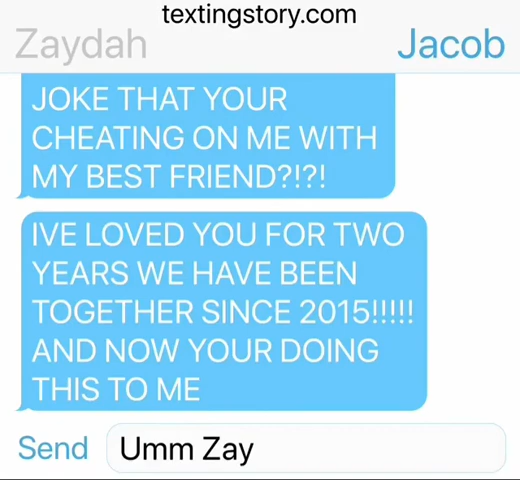 textingstory.com
Zaydah Jacob
JOKE THAT YOUR
CHEATING ON ME WITH
MY BEST FRIEND?!?!
IVE LOVED YOU FOR TWO
YEARS WE HAVE BEEN
TOGETHER SINCE 2015!!!!!
AND NOW YOUR DOING
THIS TO ME
Send Umm Zay